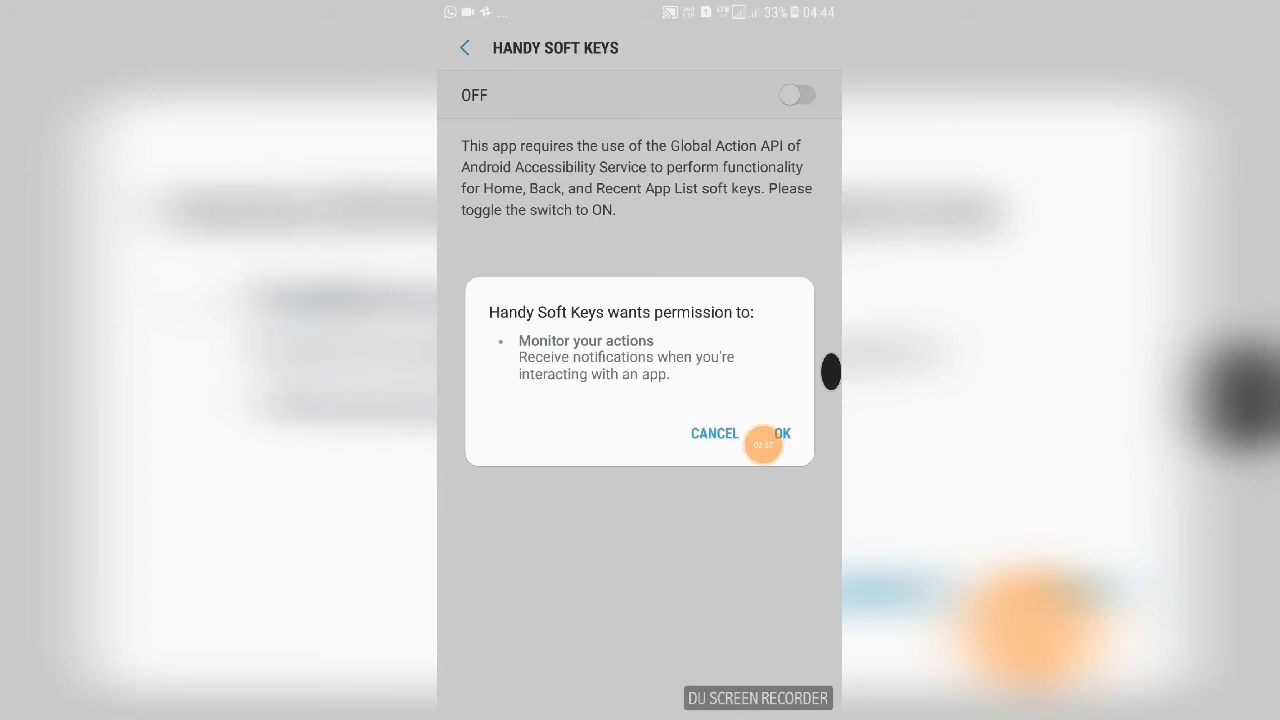 ... 33% 04:44
HANDY SOFT KEYS
OFF
This app requires the use of the Global Action API of
Android Accessibility Service to perform functionality
for Home, Back, and Recent App List soft keys. Please
toggle the switch to ON.
Handy Soft Keys wants permission to:
• Monitor your actions
Receive notifications when you're
interacting with an app.
CANCEL OK
02:27
DU SCREEN RECORDER